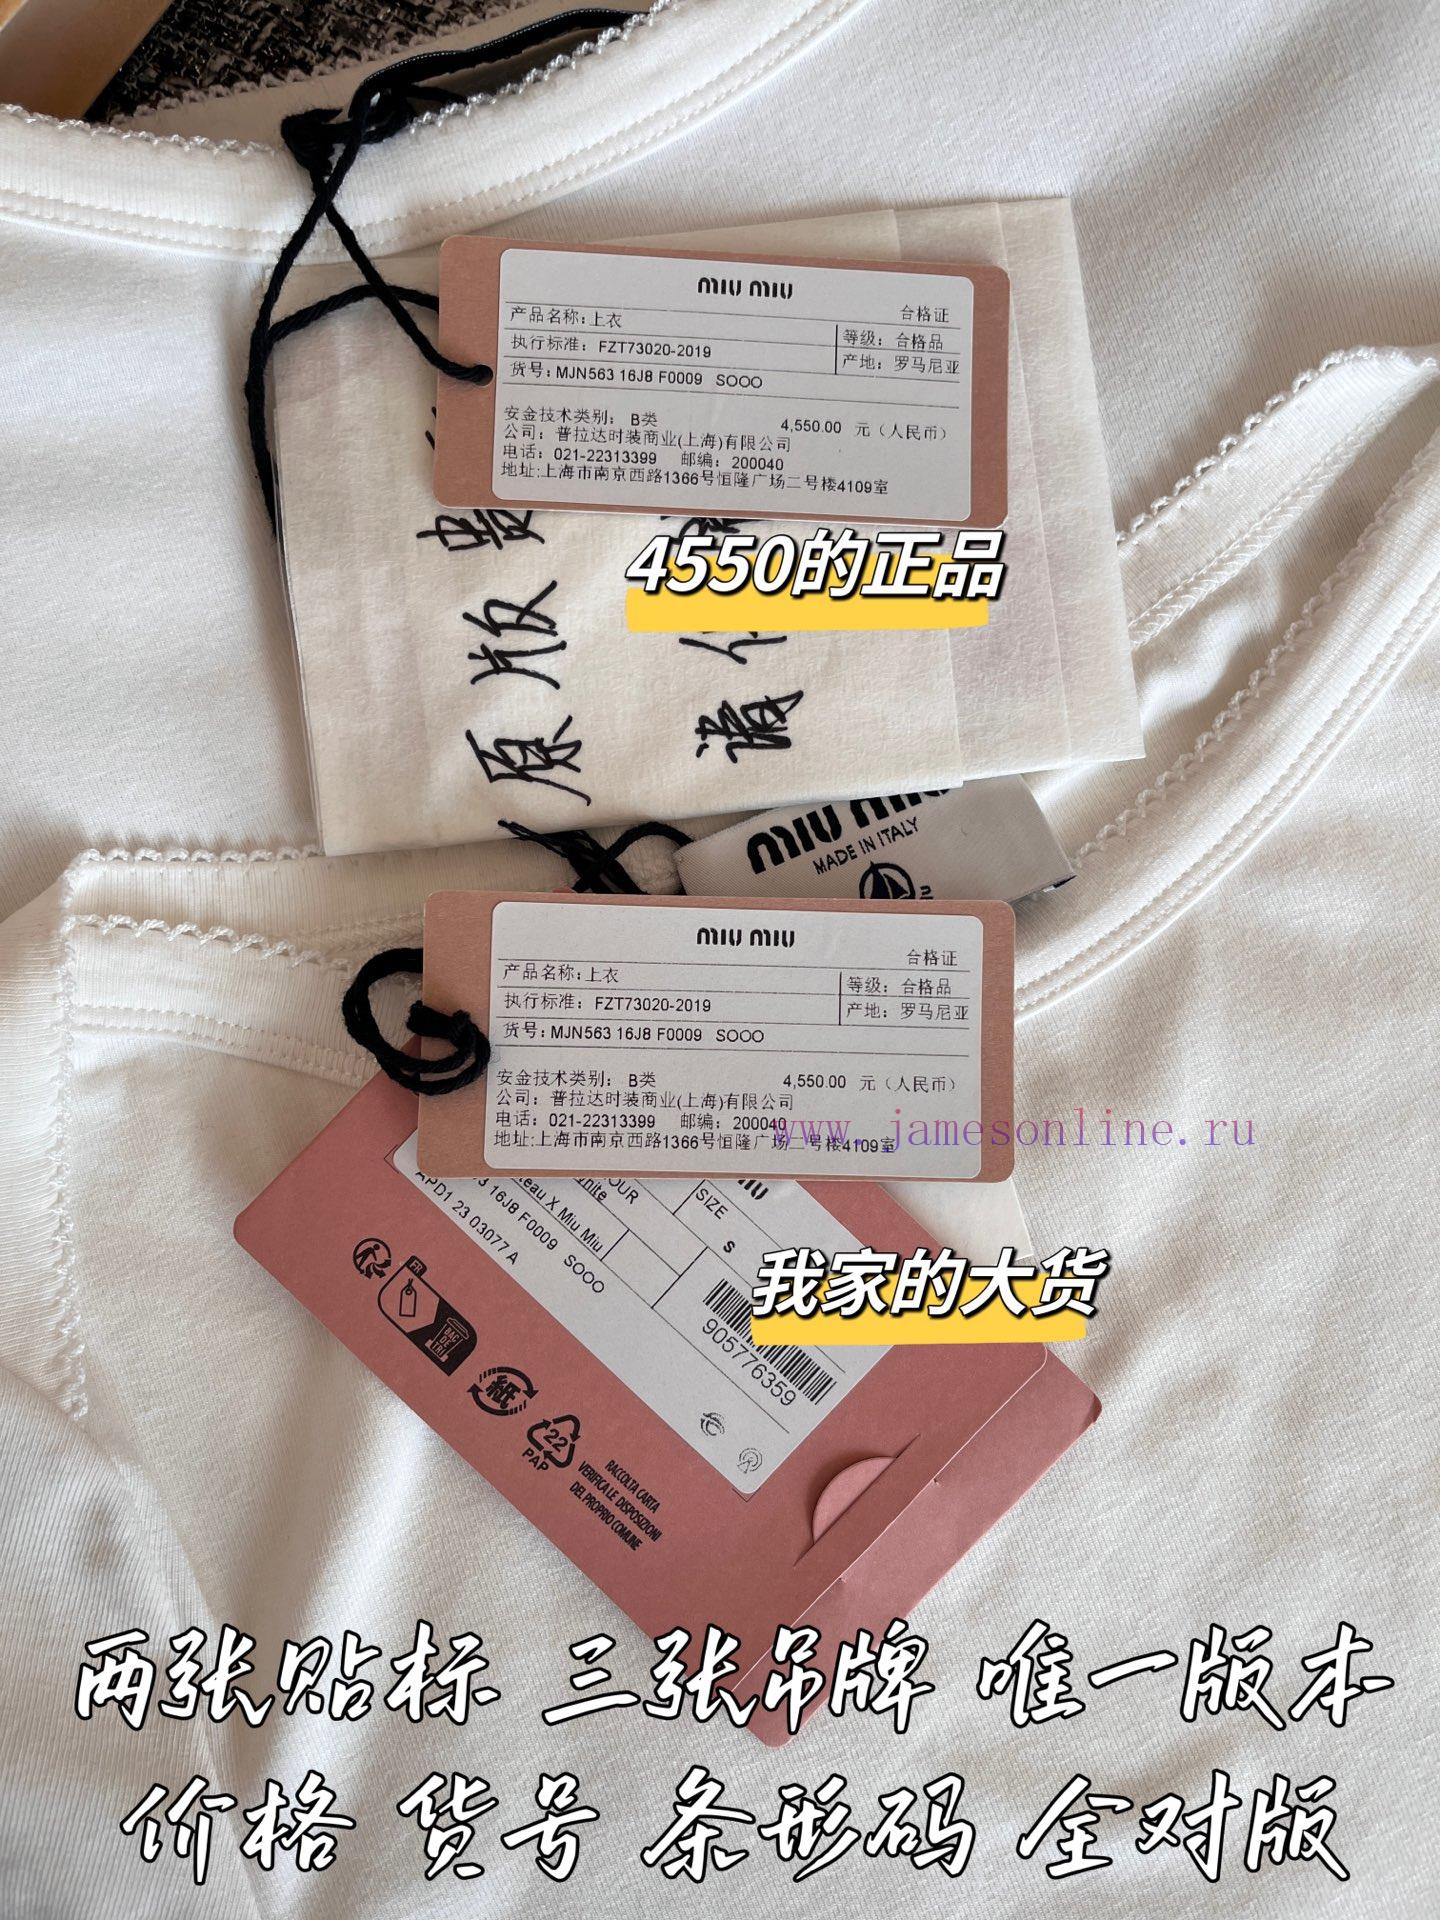 MIU MIU
合格证
产品名称:上衣
等级: 合格品
执行标准: FZT73020-2019
产地: 罗马尼亚
货号: MJN563 16J8 F0009 SOOO
安全技术类别: B类
4,550.00 元（人民币）
公司: 普拉达时装商业(上海)有限公司
电话: 021-22313399 邮编: 200040
地址:上海市南京西路1366号恒隆广场二号楼4109室
4550的正品
原版
请
MIU MIU
MADE IN ITALY
MIU MIU
合格证
产品名称:上衣
等级: 合格品
执行标准: FZT73020-2019
产地: 罗马尼亚
货号: MJN563 16J8 F0009 SOOO
安全技术类别: B类
4,550.00 元（人民币）
公司: 普拉达时装商业(上海)有限公司
电话: 021-22313399 邮编: 200040
地址:上海市南京西路1366号恒隆广场二号楼4109室
www.jamesonline.ru
SIZE
S
X Miu Miu
16J8 F0009 SOOO
APD1 23 03077 A
905776359
我家的大货
FR
BAC
DE
TRI
紙
22
PAP
RACCOLTA CARTA
VERIFICA LE DISPOSIZIONI
DEL PROPRIO COMUNE
两张贴标 三张吊牌 唯一版本
价格 货号 条形码 全对版